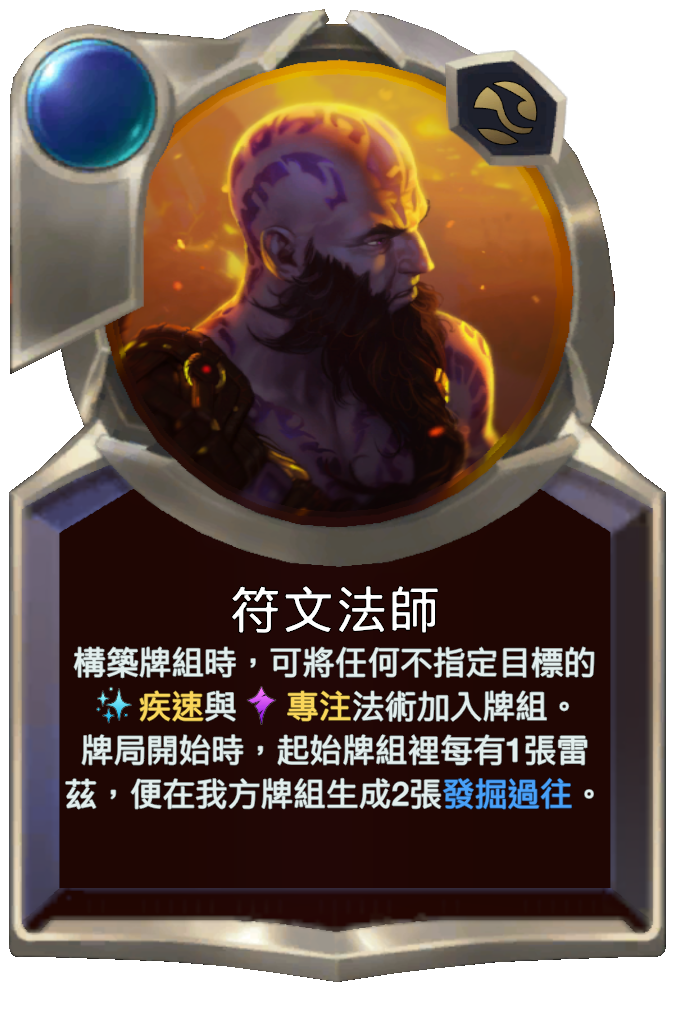 符文法師
構築牌組時，可將任何不指定目標的
疾速與專注法術加入牌組。
牌局開始時，起始牌組裡每有1張雷
茲，便在我方牌組生成2張發掘過往。